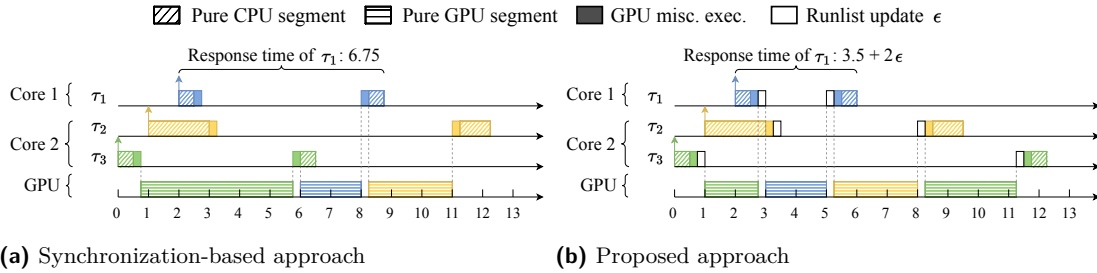 Pure CPU segment Pure GPU segment GPU misc. exec. Runlist update ϵ
Response time of τ1: 6.75
Core 1 { τ1
Core 2 { τ2
τ3
GPU {
0 1 2 3 4 5 6 7 8 9 10 11 12 13
(a) Synchronization-based approach
Response time of τ1: 3.5 + 2ϵ
Core 1 { τ1
Core 2 { τ2
τ3
GPU {
0 1 2 3 4 5 6 7 8 9 10 11 12 13
(b) Proposed approach